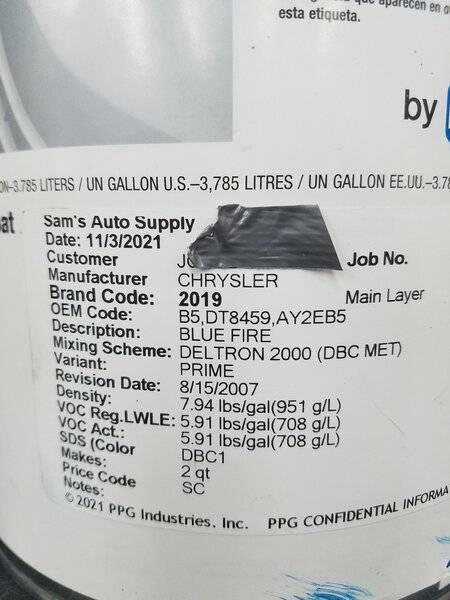 que aparecen en
esta etiqueta.
by
3.785 LITERS / UN GALLON U.S.–3,785 LITRES / UN GALLON EE.UU.–3.78
at
Sam's Auto Supply
Date: 11/3/2021
Customer J Job No.
Manufacturer CHRYSLER
Brand Code: 2019 Main Layer
OEM Code: B5,DT8459,AY2EB5
Description: BLUE FIRE
Mixing Scheme: DELTRON 2000 (DBC MET)
Variant: PRIME
Revision Date: 8/15/2007
Density: 7.94 lbs/gal(951 g/L)
VOC Reg.LWLE: 5.91 lbs/gal(708 g/L)
VOC Act.: 5.91 lbs/gal(708 g/L)
SDS (Color DBC1
Makes: 2 qt
Price Code SC
Notes:
© 2021 PPG Industries, Inc. PPG CONFIDENTIAL INFORMA